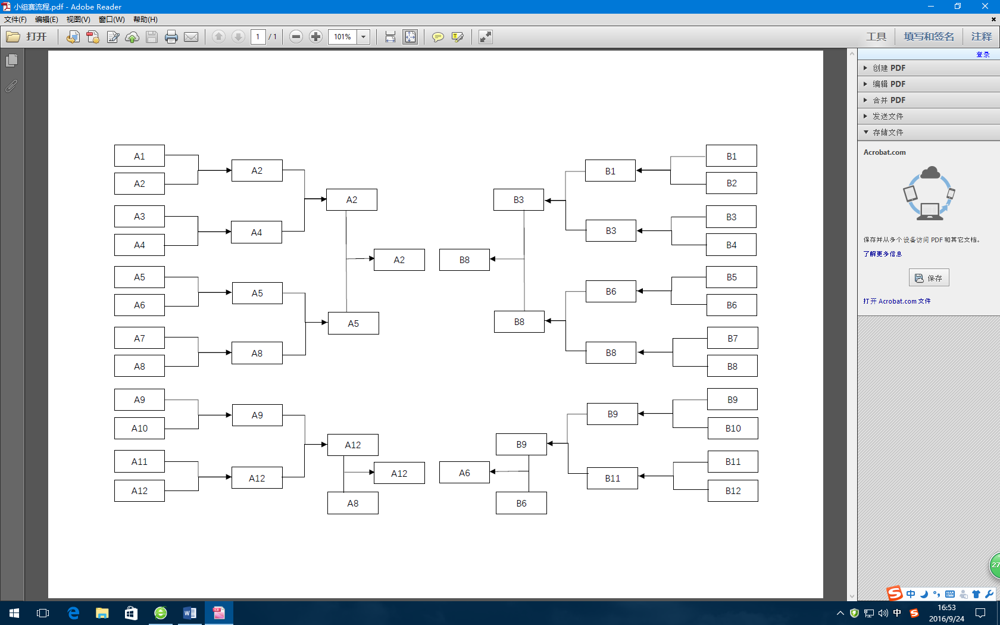 小组赛流程.pdf - Adobe Reader
文件(F) 编辑(E) 视图(V) 窗口(W) 帮助(H)
打开 1 / 1 101% 工具 填写和签名 注释
登录
创建 PDF
编辑 PDF
合并 PDF
发送文件
存储文件
Acrobat.com
保存并从多个设备访问 PDF 和其它文档。
了解更多信息
保存
打开 Acrobat.com 文件
A1
A2
A3
A4
A5
A6
A7
A8
A9
A10
A11
A12
A2
A4
A5
A8
A9
A12
A2
A5
A12
A8
A2
A12
B8
A6
B3
B8
B9
B6
B1
B3
B6
B8
B9
B11
B1
B2
B3
B4
B5
B6
B7
B8
B9
B10
B11
B12
27
中
中
16:53
2016/9/24